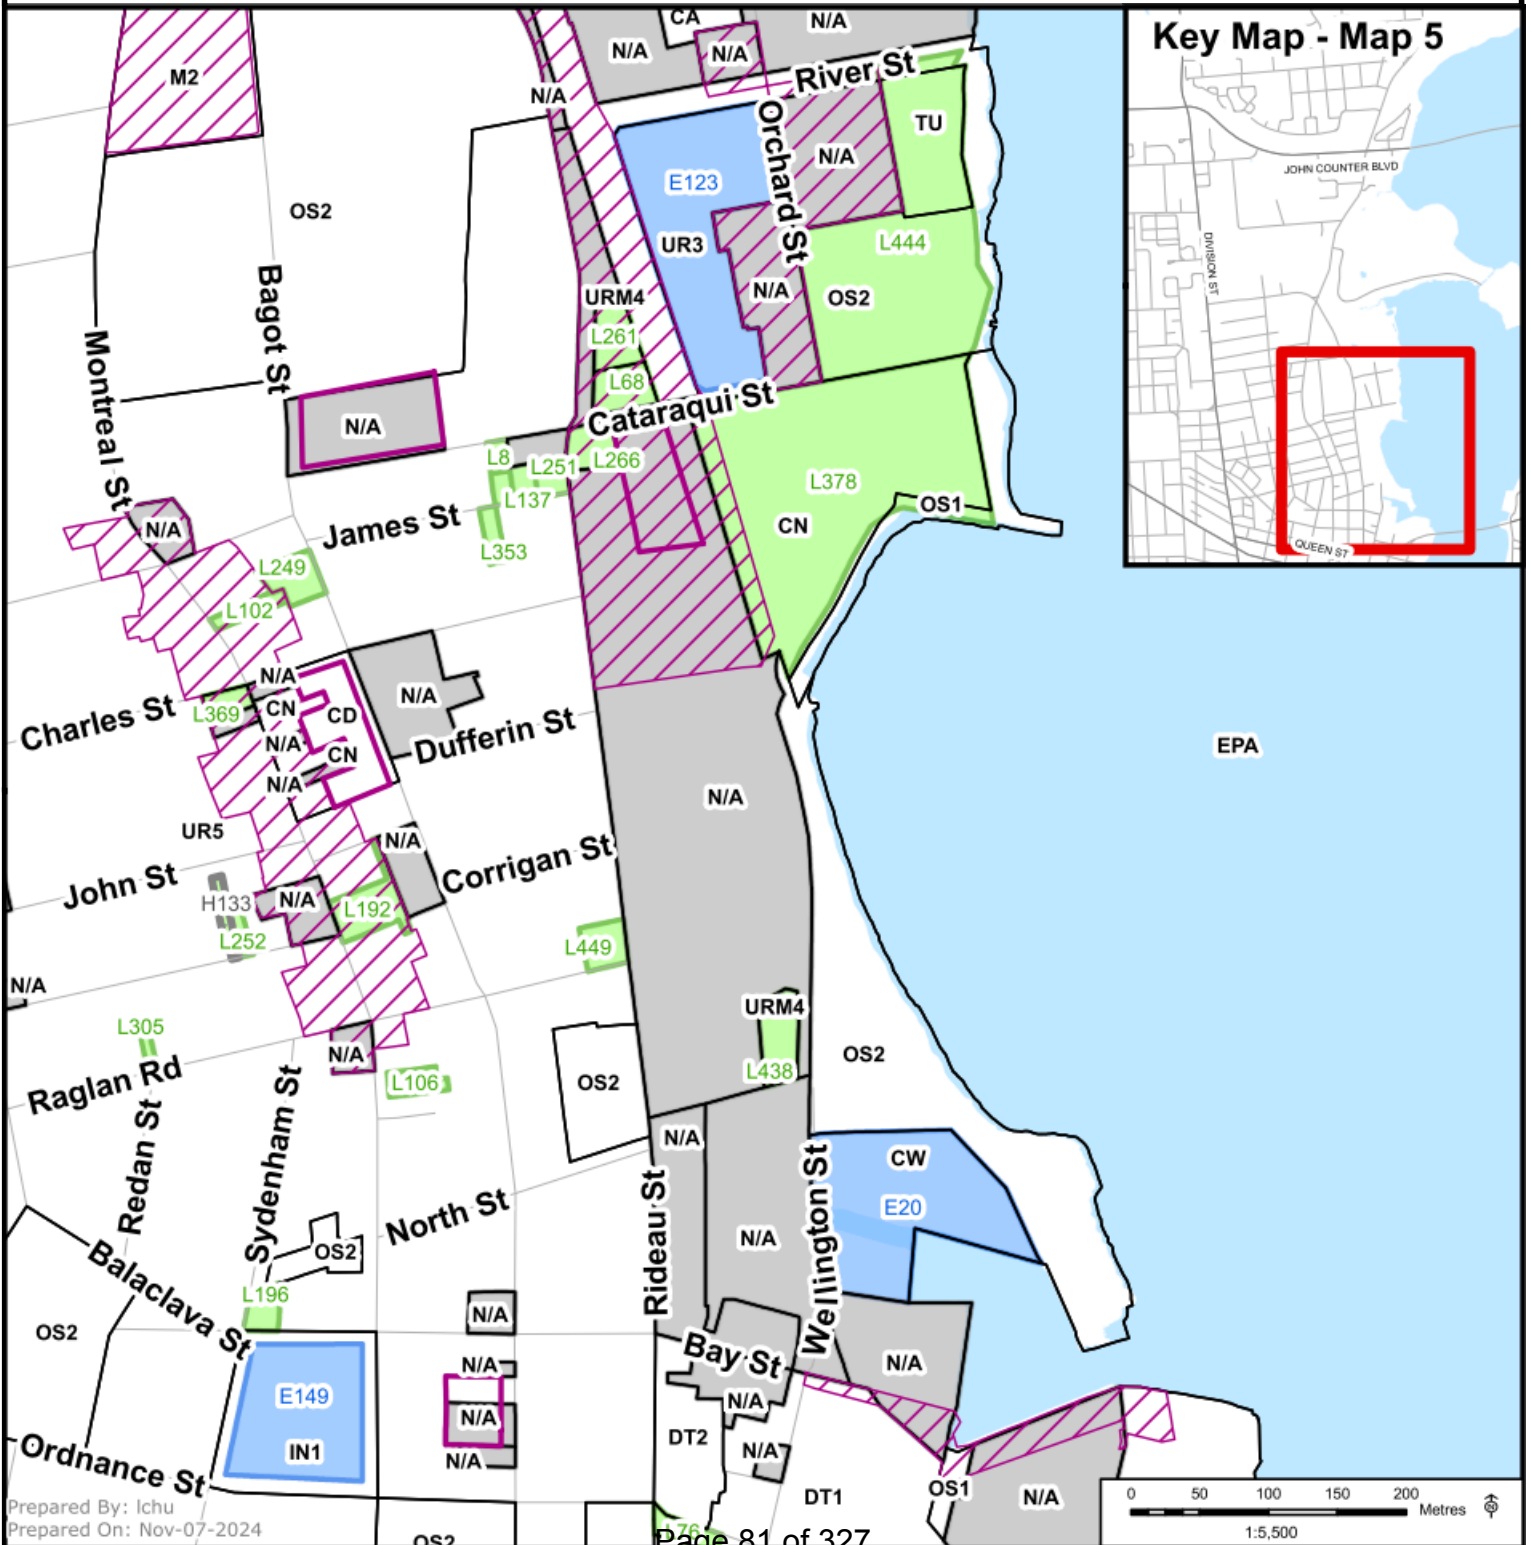 CA
N/A
N/A
N/A
River St
Key Map - Map 5
M2
N/A
Orchard St
TU
JOHN COUNTER BLVD
N/A
E123
OS2
L444
UR3
DIVISION ST
Bagot St
N/A
URM4
OS2
L261
Montreal St
L68
Cataraqui St
N/A
L8
L251
L266
L137
L378
OS1
James St
CN
N/A
L353
QUEEN ST
L249
L102
N/A
N/A
Charles St
L369
CN
CD
Dufferin St
N/A
CN
EPA
N/A
N/A
UR5
N/A
Corrigan St
John St
H133
N/A
L192
L252
L449
N/A
URM4
L305
N/A
OS2
Raglan Rd
L106
OS2
L438
Redan St
Sydenham St
N/A
Wellington St
CW
North St
Rideau St
E20
Balaclava St
OS2
N/A
L196
N/A
OS2
Bay St
N/A
N/A
E149
N/A
N/A
IN1
DT2
N/A
N/A
Ordnance St
OS1
DT1
N/A
0 50 100 150 200
Metres
1:5,500
Prepared By: lchu
Prepared On: Nov-07-2024
L76
OS2
Page 81 of 327